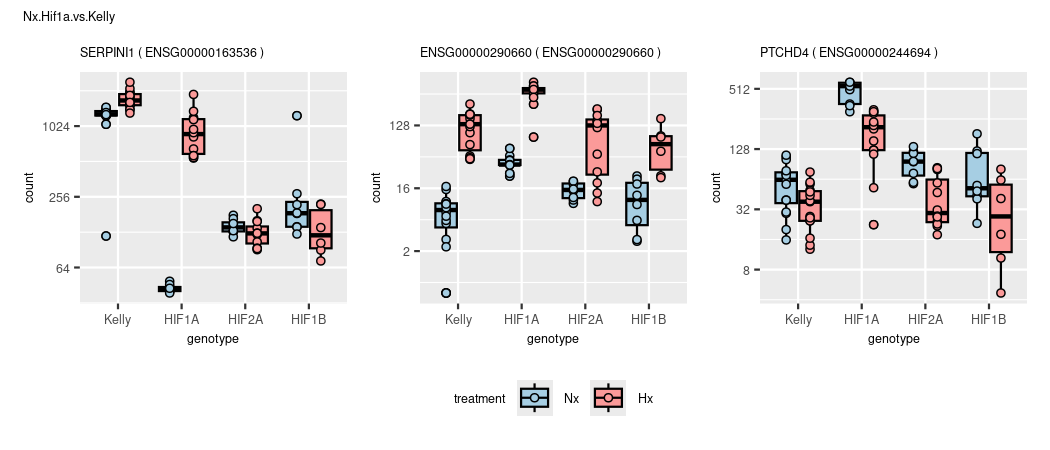 Nx.Hif1a.vs.Kelly
SERPINI1 ( ENSG00000163536 )
count
1024
256
64
Kelly HIF1A HIF2A HIF1B
genotype
ENSG00000290660 ( ENSG00000290660 )
count
128
16
2
Kelly HIF1A HIF2A HIF1B
genotype
PTCHD4 ( ENSG00000244694 )
count
512
128
32
8
Kelly HIF1A HIF2A HIF1B
genotype
treatment Nx Hx